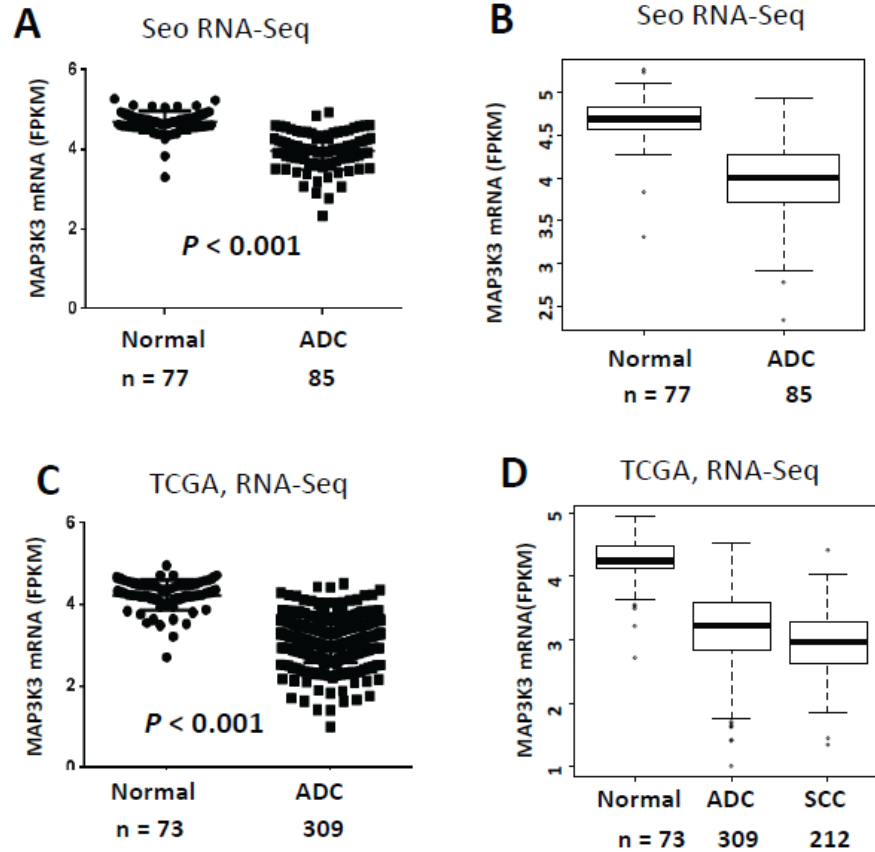 A
Seo RNA-Seq
MAP3K3 mRNA (FPKM)
6
4
2
0
P < 0.001
Normal ADC
n = 77 85
B
Seo RNA-Seq
MAP3K3 mRNA (FPKM)
5
4.5
4
3.5
3
2.5
Normal ADC
n = 77 85
C
TCGA, RNA-Seq
MAP3K3 mRNA (FPKM)
6
4
2
0
P < 0.001
Normal ADC
n = 73 309
D
TCGA, RNA-Seq
MAP3K3 mRNA(FPKM)
5
4
3
2
1
Normal ADC SCC
n = 73 309 212